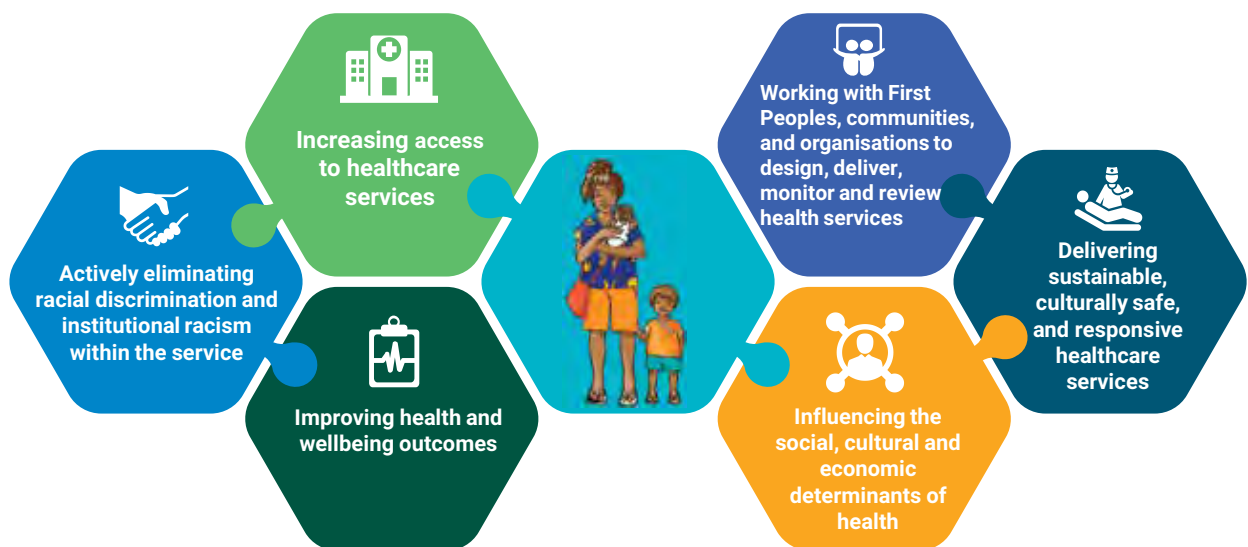 Increasing access
to healthcare
services
Working with First
Peoples, communities,
and organisations to
design, deliver,
monitor and review
health services
Actively eliminating
racial discrimination and
institutional racism
within the service
Delivering
sustainable,
culturally safe,
and responsive
healthcare
services
Improving health and
wellbeing outcomes
Influencing the
social, cultural and
economic
determinants of
health